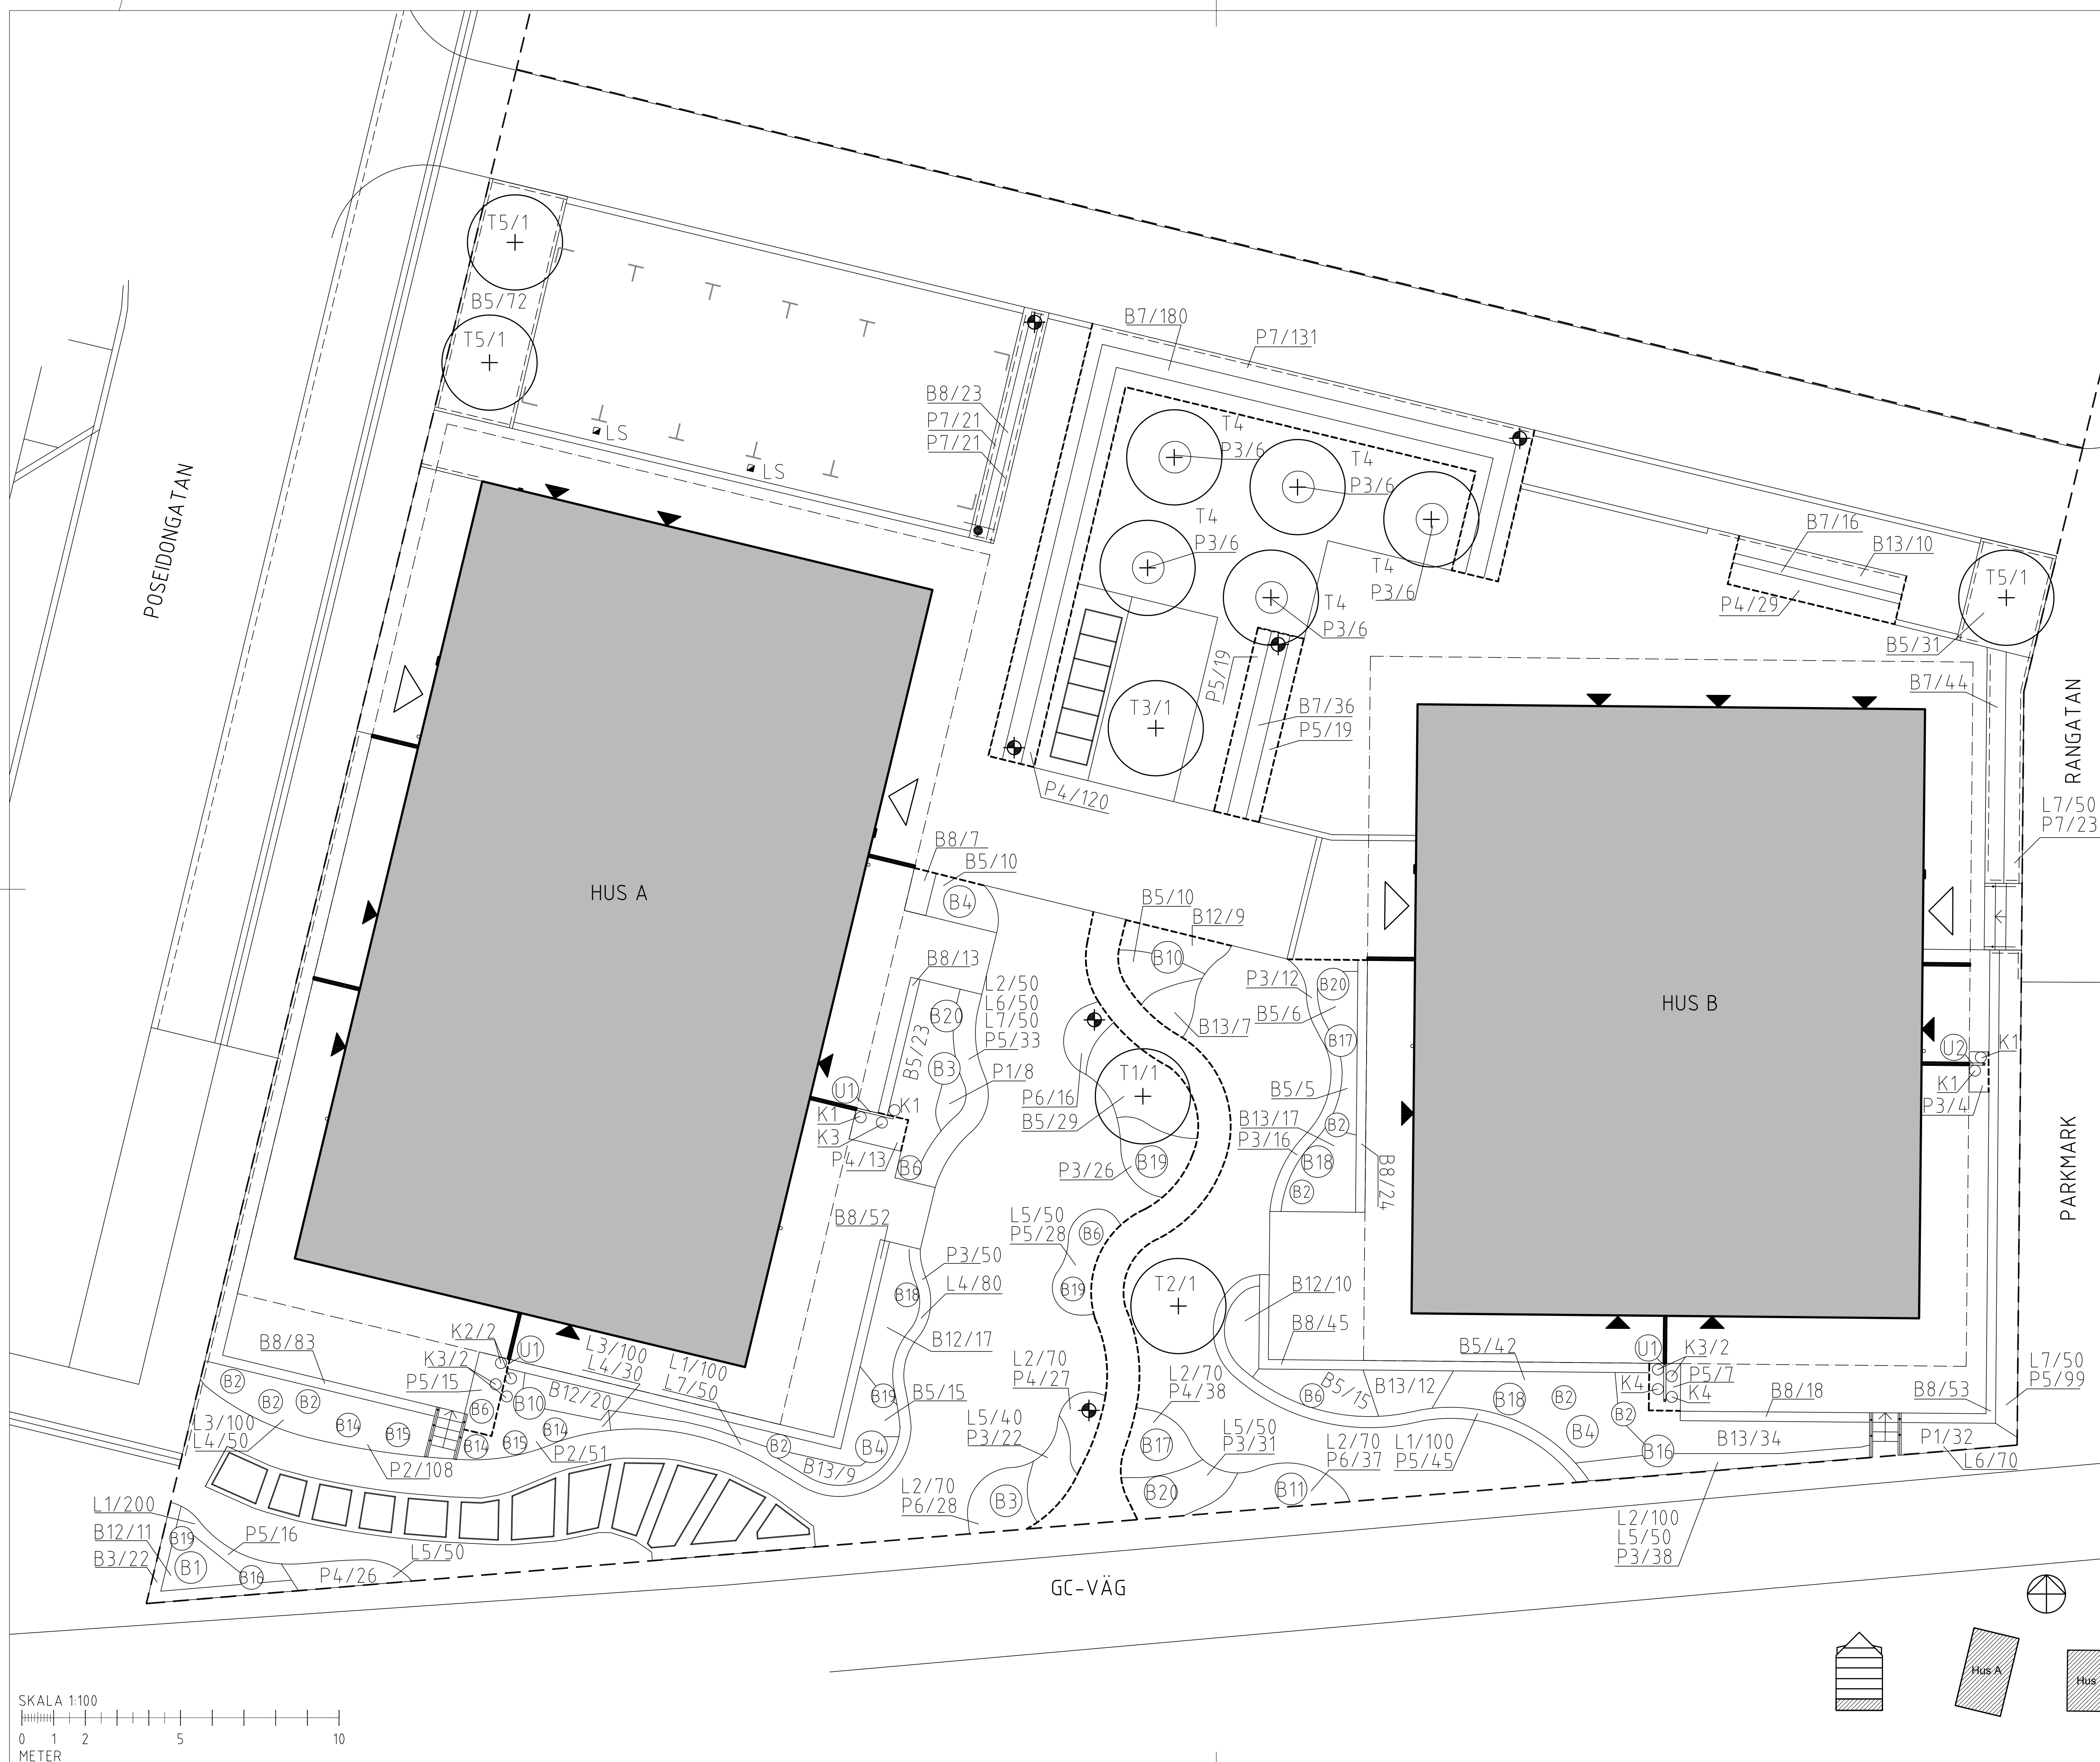 T5/1
B5/72
T5/1
LS
LS
B8/23
P7/21
P7/21
B7/180
P7/131
T4
P3/6
T4
P3/6
T4
P3/6
T4
P3/6
T4
P3/6
T3/1
P5/19
B7/36
P5/19
P4/120
B7/16
B13/10
P4/29
T5/1
B5/31
B7/44
POSEIDONGATAN
RANGATAN
L7/50
P7/23
PARKMARK
HUS A
HUS B
B8/7
B5/10
B4
B8/13
L2/50
L6/50
L7/50
P5/33
B20
B5/23
B3
P1/8
U1
K1
K1
K3
P4/13
B6
B5/10
B12/9
B10
B13/7
P6/16
B5/29
T1/1
P3/26
B19
L5/50
P5/28
B6
B19
T2/1
P3/12
B20
B5/6
B17
B5/5
B2
B13/17
P3/16
B18
B2
B8/24
U2
K1
K1
P3/4
B8/52
P3/50
L4/80
B18
B12/17
B19
B5/15
B4
B8/83
K2/2
U1
K3/2
P5/15
L3/100
L4/30
L1/100
L7/50
B12/20
B10
B6
B2
B2
B2
B14
B15
B14
B15
B14
B2
B13/9
L3/100
L4/50
P2/108
P2/51
L1/200
B12/11
B3/22
B19
B1
P5/16
B16
P4/26
L5/50
L2/70
P4/27
L5/40
P3/22
L2/70
P6/28
B3
L2/70
P4/38
B17
L5/50
P3/31
B20
B11
L2/70
P6/37
B12/10
B8/45
B6
B5/15
B13/12
L1/100
P5/45
B5/42
B18
B2
B4
B2
B16
U1
K3/2
K4
P5/7
K4
B8/18
B13/34
B8/53
L7/50
P5/99
P1/32
L6/70
L2/100
L5/50
P3/38
GC-VÄG
Hus A
Hus
SKALA 1:100
0 1 2 5 10
METER